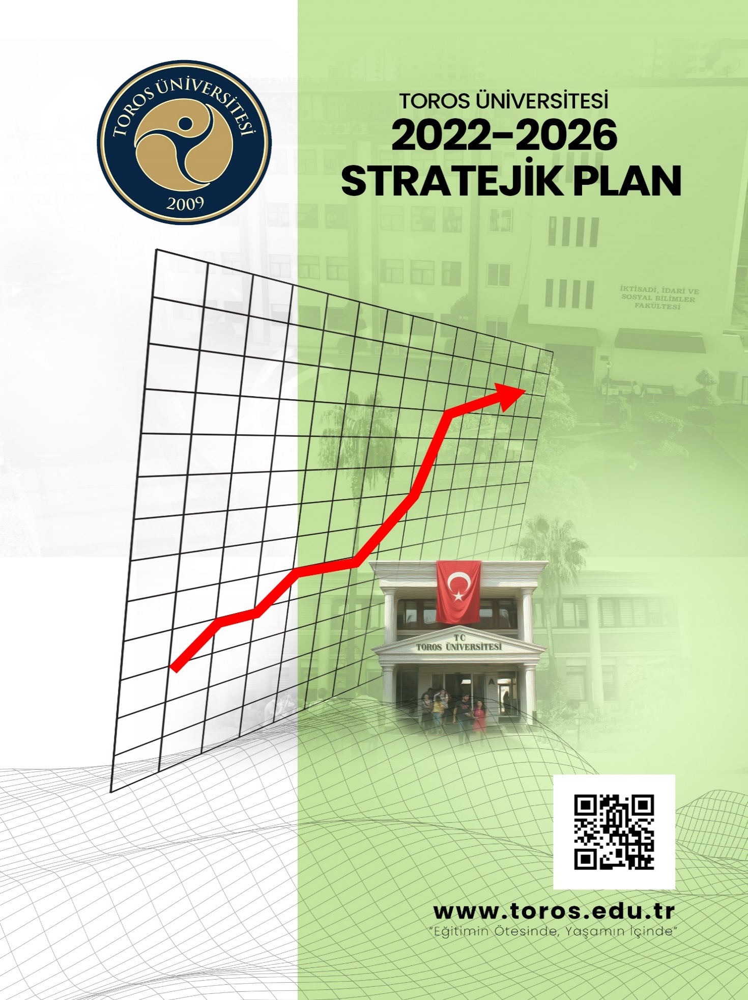 TOROS ÜNİVERSİTESİ
2009
TOROS ÜNİVERSİTESİ
2022-2026
STRATEJİK PLAN
İKTİSADİ, İDARİ VE
SOSYAL BİLİMLER
FAKÜLTESİ
T C
TOROS ÜNİVERSİTESİ
A
www.toros.edu.tr
“Eğitimin Ötesinde, Yaşamın İçinde”